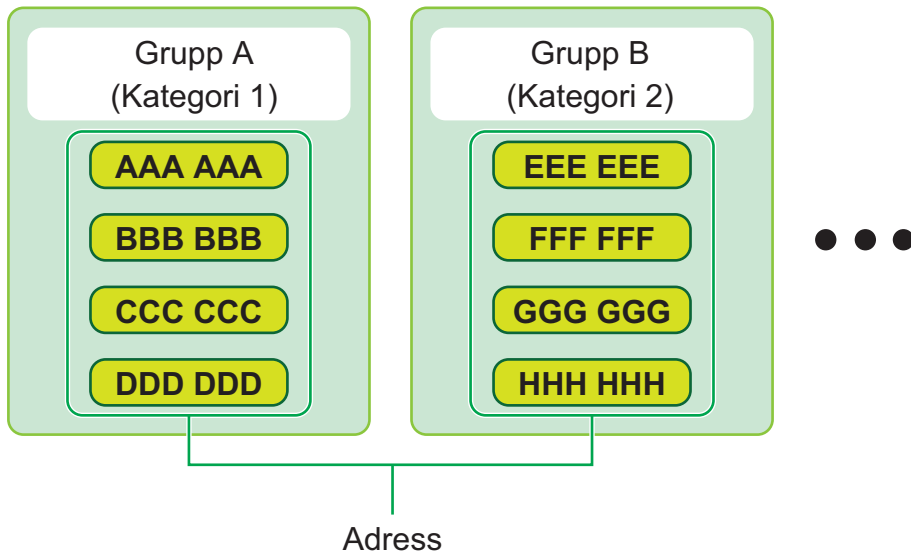 Grupp A
(Kategori 1)
AAA AAA
BBB BBB
CCC CCC
DDD DDD
Grupp B
(Kategori 2)
EEE EEE
FFF FFF
GGG GGG
HHH HHH
Adress